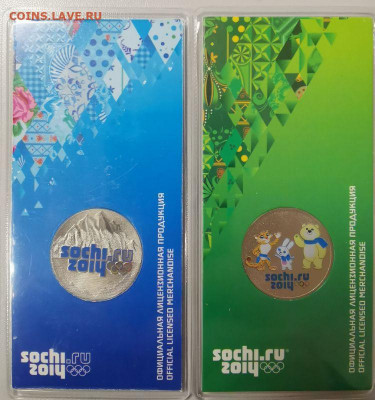 COINS.LAVE.RU
sochi.ru
2014
sochi.ru
2014
ОФИЦИАЛЬНАЯ ЛИЦЕНЗИОННАЯ ПРОДУКЦИЯ
OFFICIAL LICENSED MERCHANDISE
sochi.ru
2014
sochi.ru
2014
ОФИЦИАЛЬНАЯ ЛИЦЕНЗИОННАЯ ПРОДУКЦИЯ
OFFICIAL LICENSED MERCHANDISE